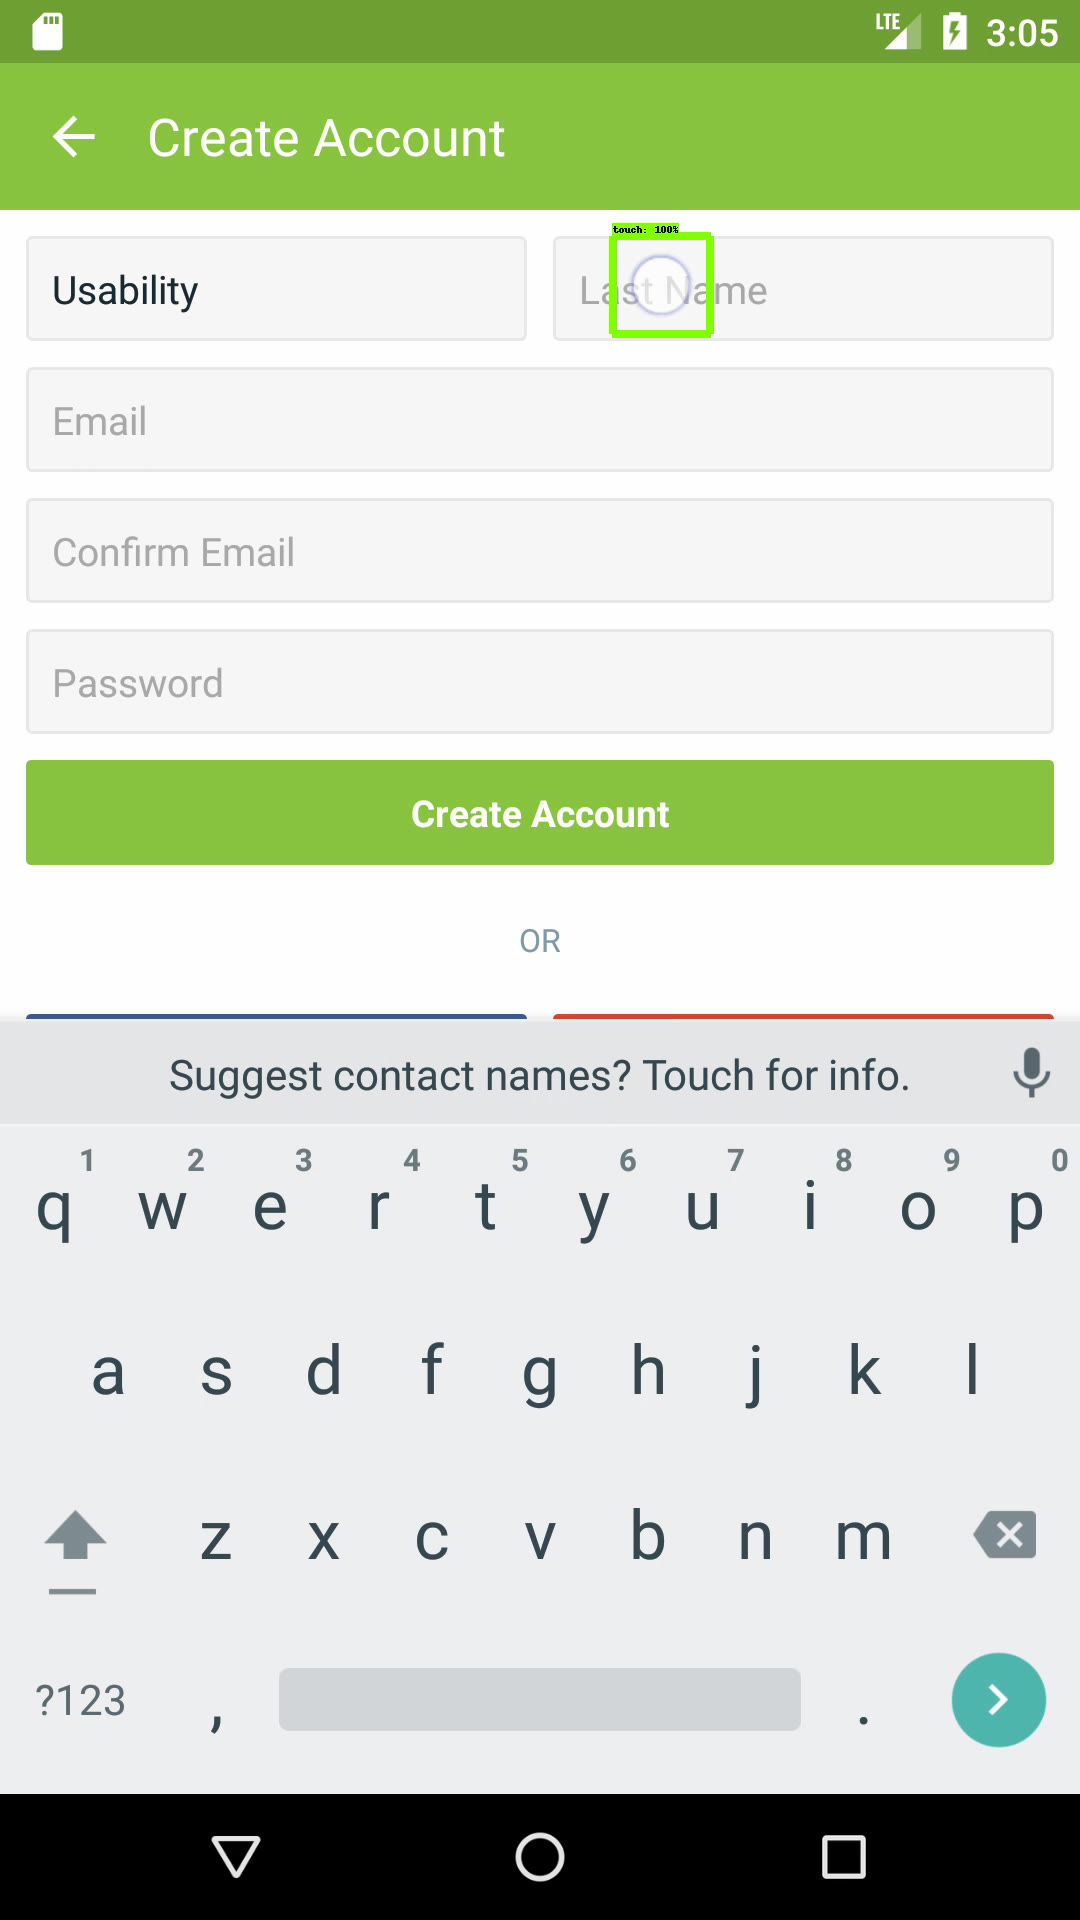 LTE 3:05
Create Account
touch: 100%
Usability Last Name
Email
Confirm Email
Password
Create Account
OR
Suggest contact names? Touch for info.
1 2 3 4 5 6 7 8 9 0
q w e r t y u i o p
a s d f g h j k l
z x c v b n m
?123 , .